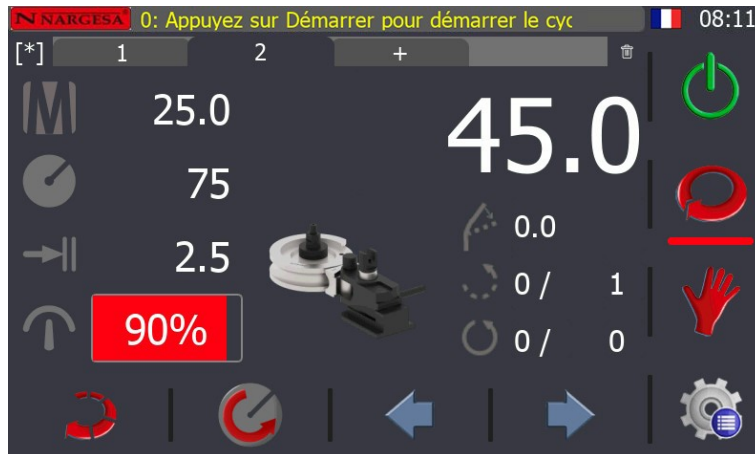 NARGESA 0: Appuyez sur Démarrer pour démarrer le cyc 08:11
[*] 1 2 +
25.0
45.0
75
0.0
2.5
0 / 1
90%
0 / 0